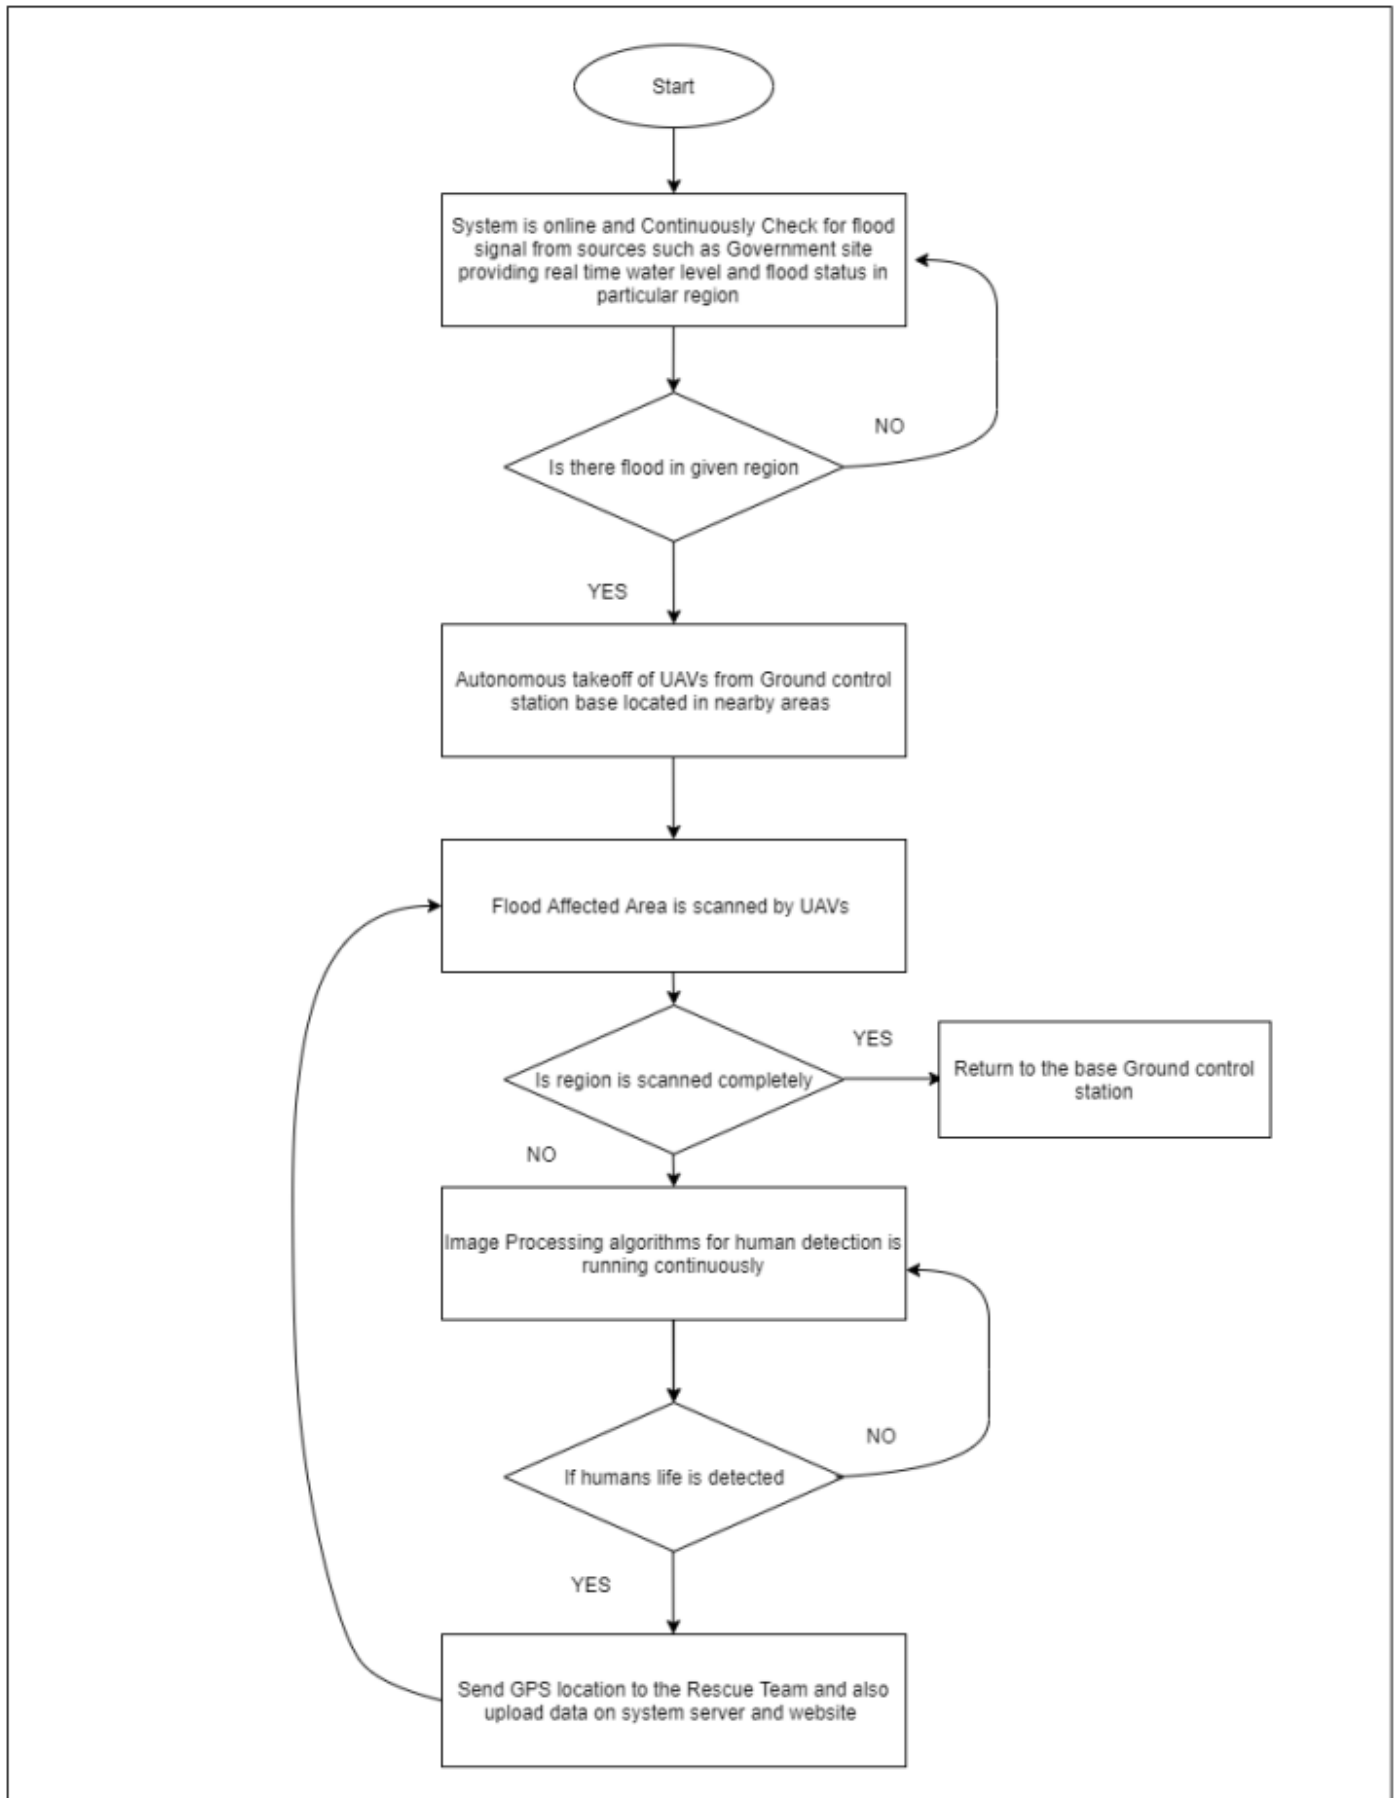 Start
System is online and Continuously Check for flood
signal from sources such as Government site
providing real time water level and flood status in
particular region
NO
Is there flood in given region
YES
Autonomous takeoff of UAVs from Ground control
station base located in nearby areas
Flood Affected Area is scanned by UAVs
YES
Is region is scanned completely
Return to the base Ground control
station
NO
Image Processing algorithms for human detection is
running continuously
NO
If humans life is detected
YES
Send GPS location to the Rescue Team and also
upload data on system server and website